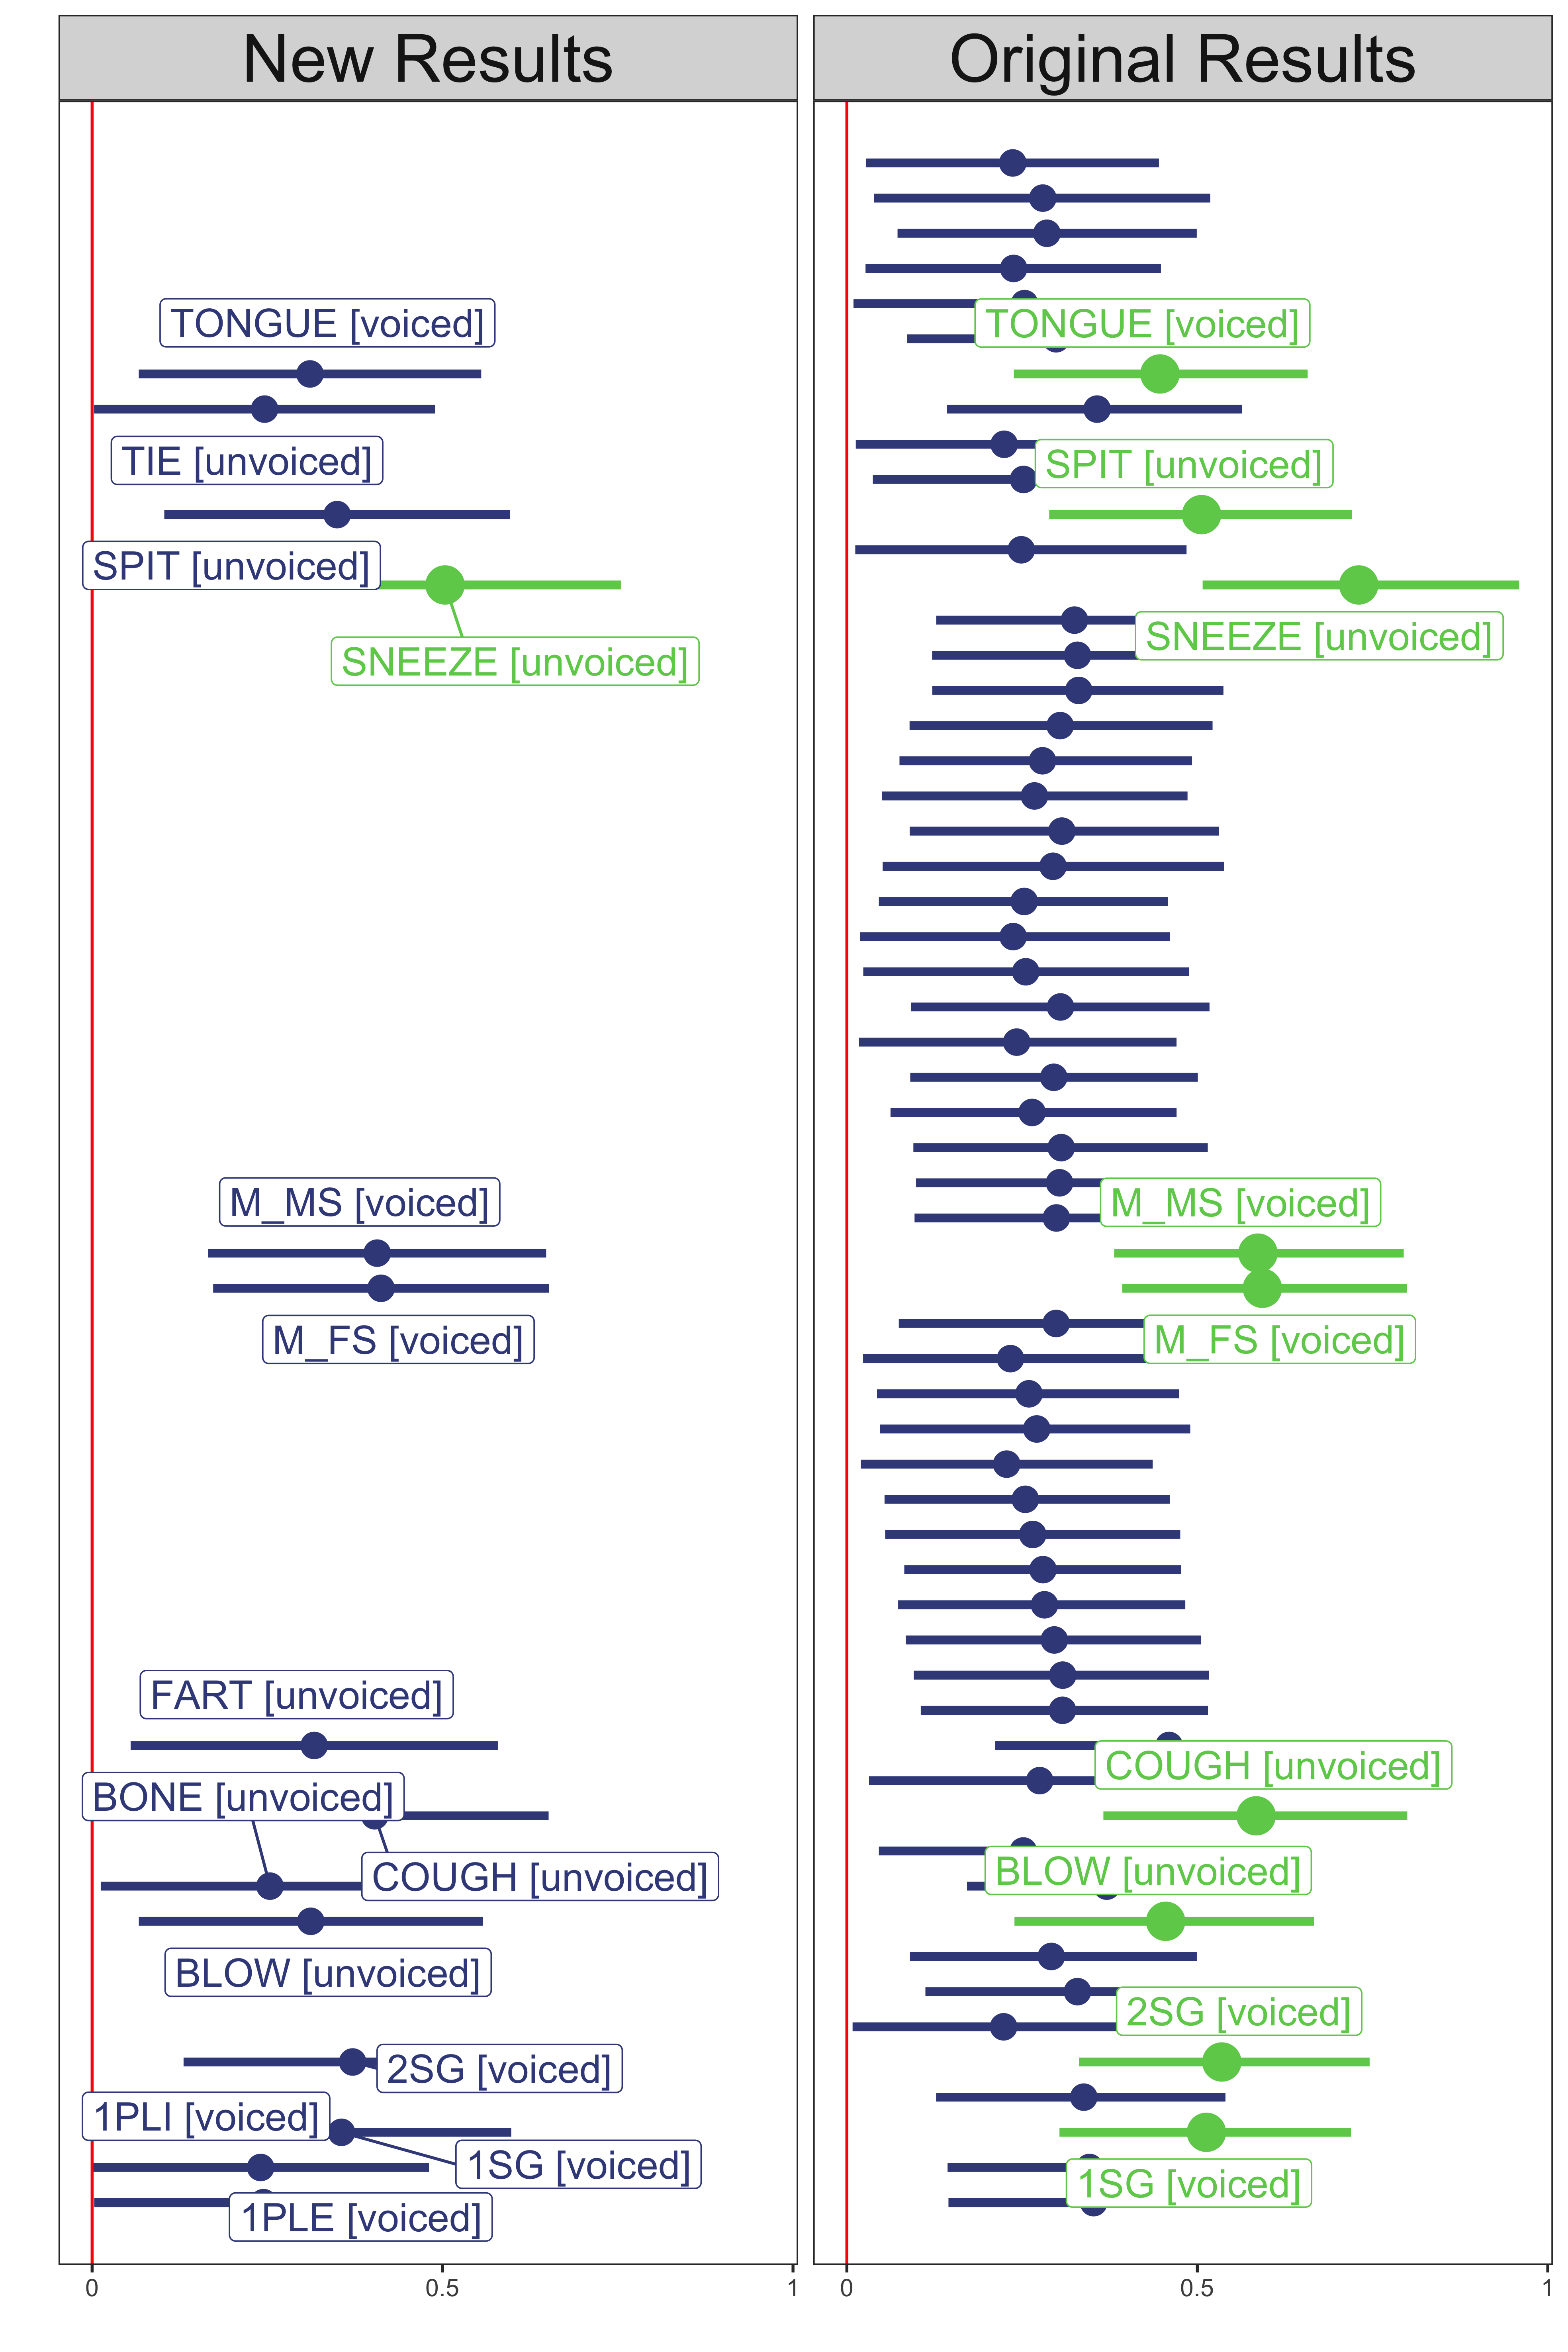 New Results
TONGUE [voiced]
TIE [unvoiced]
SPIT [unvoiced]
SNEEZE [unvoiced]
M_MS [voiced]
M_FS [voiced]
FART [unvoiced]
BONE [unvoiced]
COUGH [unvoiced]
BLOW [unvoiced]
2SG [voiced]
1PLI [voiced]
1SG [voiced]
1PLE [voiced]
0 0.5 1
Original Results
TONGUE [voiced]
SPIT [unvoiced]
SNEEZE [unvoiced]
M_MS [voiced]
M_FS [voiced]
COUGH [unvoiced]
BLOW [unvoiced]
2SG [voiced]
1SG [voiced]
0 0.5 1